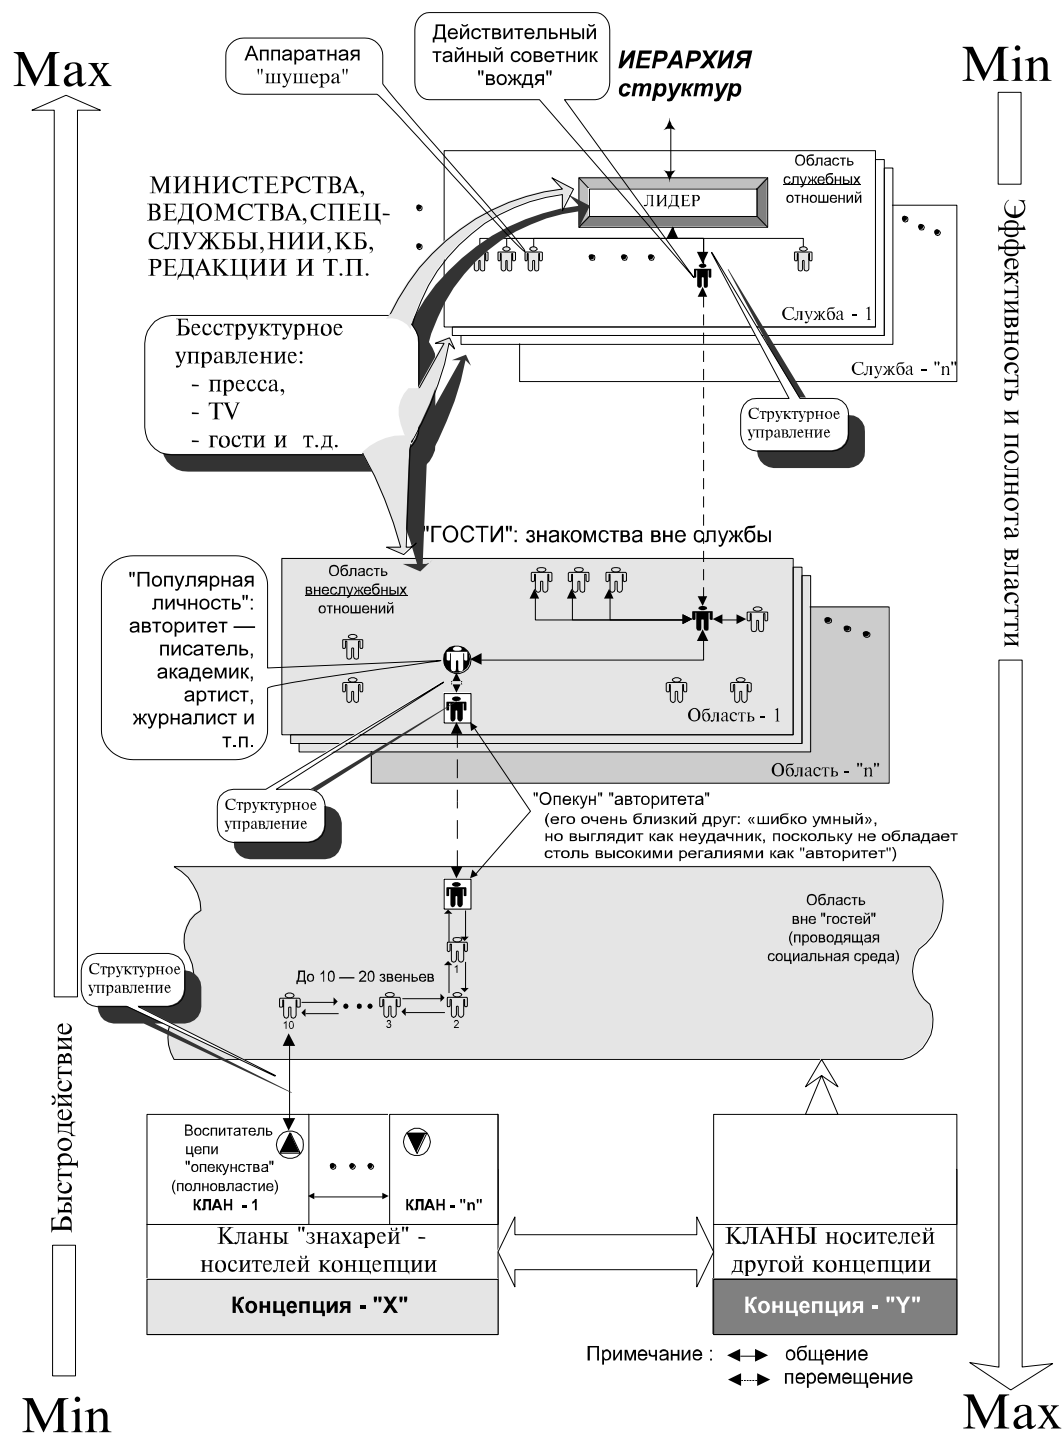 Max
Min
Аппаратная
"шушера"
Действительный
тайный советник
"вождя"
ИЕРАРХИЯ
структур
МИНИСТЕРСТВА,
ВЕДОМСТВА,СПЕЦ-
СЛУЖБЫ,НИИ,КБ,
РЕДАКЦИИ И Т.П.
Область
служебных
отношений
ЛИДЕР
Служба - 1
Служба - "n"
Бесструктурное
управление:
- пресса,
- TV
- гости и т.д.
Структурное
управление
Эффективность и полнота властти
"ГОСТИ": знакомства вне службы
"Популярная
личность":
авторитет —
писатель,
академик,
артист,
журналист и
т.п.
Область
внеслужебных
отношений
Область - 1
Область - "n"
Структурное
управление
"Опекун" "авторитета"
(его очень близкий друг: «шибко умный»,
но выглядит как неудачник, поскольку не обладает
столь высокими регалиями как "авторитет")
Область
вне "гостей"
(проводящая
социальная среда)
Структурное
управление
До 10 — 20 звеньев
1
10
3
2
Быстродействие
Воспитатель
цепи
"опекунства"
(полновластие)
КЛАН - 1
КЛАН - "n"
Кланы "знахарей" -
носителей концепции
Концепция - "X"
КЛАНЫ носителей
другой концепции
Концепция - "Y"
Примечание :
общение
перемещение
Min
Max